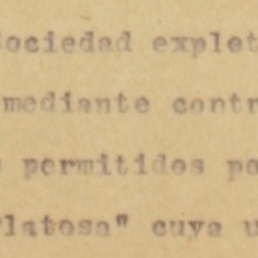 Sociedad explot
mediante contr
permitidos po
Platosa" cuya u